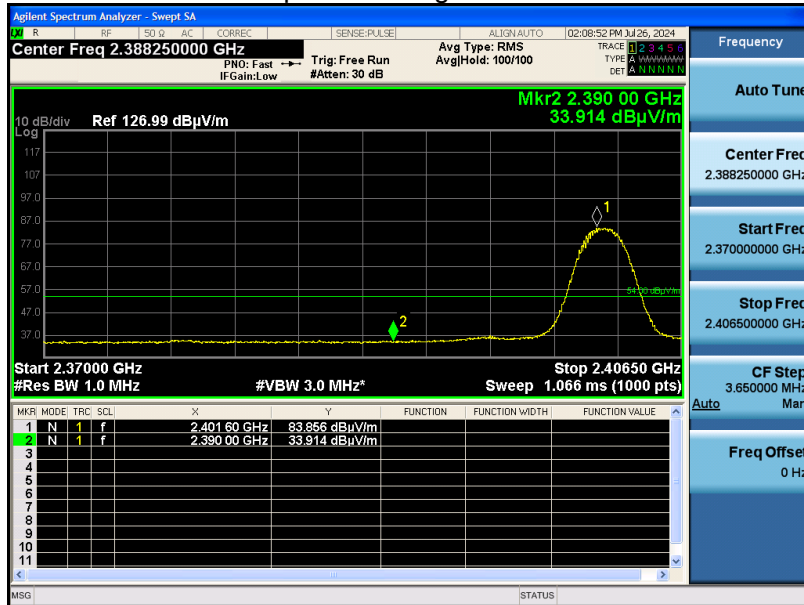 Agilent Spectrum Analyzer - Swept SA
LXI R RF 50 Ω AC CORREC SENSE:PULSE ALIGN AUTO 02:08:52 PM Jul 26, 2024
Center Freq 2.388250000 GHz Avg Type: RMS TRACE 1 2 3 4 5 6 Frequency
PNO: Fast Trig: Free Run Avg|Hold: 100/100 TYPE A
IFGain:Low #Atten: 30 dB DET A N N N N N
Auto Tune
Mkr2 2.390 00 GHz
10 dB/div Ref 126.99 dBµV/m 33.914 dBµV/m
Log
117
Center Freq
107
2.388250000 GHz
97.0
1
87.0
Start Freq
77.0
2.370000000 GHz
67.0
57.0
54.00 dBµV/m
Stop Freq
47.0
2.406500000 GHz
2
37.0
Start 2.37000 GHz Stop 2.40650 GHz
CF Step
#Res BW 1.0 MHz #VBW 3.0 MHz* Sweep 1.066 ms (1000 pts)
3.650000 MHz
Auto Man
MKR MODE TRC SCL X Y FUNCTION FUNCTION WIDTH FUNCTION VALUE
1 N 1 f 2.401 60 GHz 83.856 dBµV/m
2 N 1 f 2.390 00 GHz 33.914 dBµV/m
3
Freq Offset
4
0 Hz
5
6
7
8
9
10
11
MSG STATUS